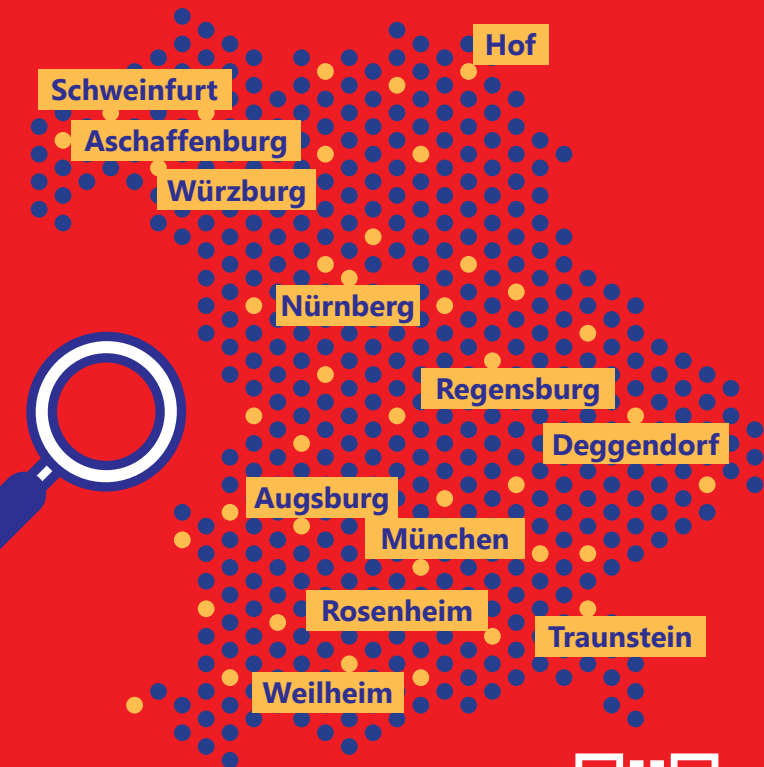 Hof
Schweinfurt
Aschaffenburg
Würzburg
Nürnberg
Regensburg
Deggendorf
Augsburg
München
Rosenheim
Traunstein
Weilheim